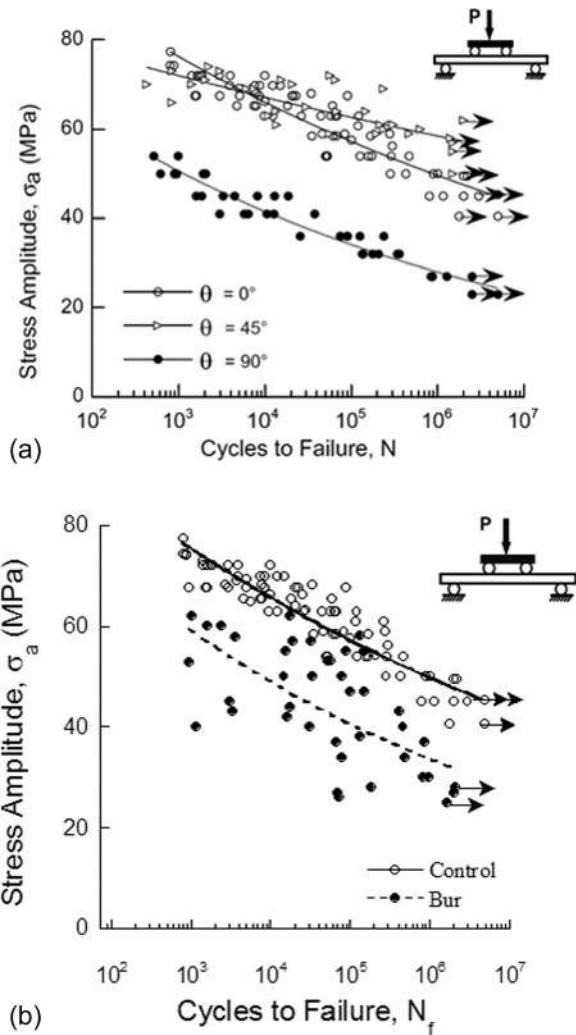 P
80
60
40
20
0
Stress Amplitude, σa (MPa)
θ = 0°
θ = 45°
θ = 90°
10² 10³ 10⁴ 10⁵ 10⁶ 10⁷
(a)
Cycles to Failure, N
P
80
60
40
20
0
Stress Amplitude, σa (MPa)
Control
Bur
10² 10³ 10⁴ 10⁵ 10⁶ 10⁷
(b)
Cycles to Failure, Nf